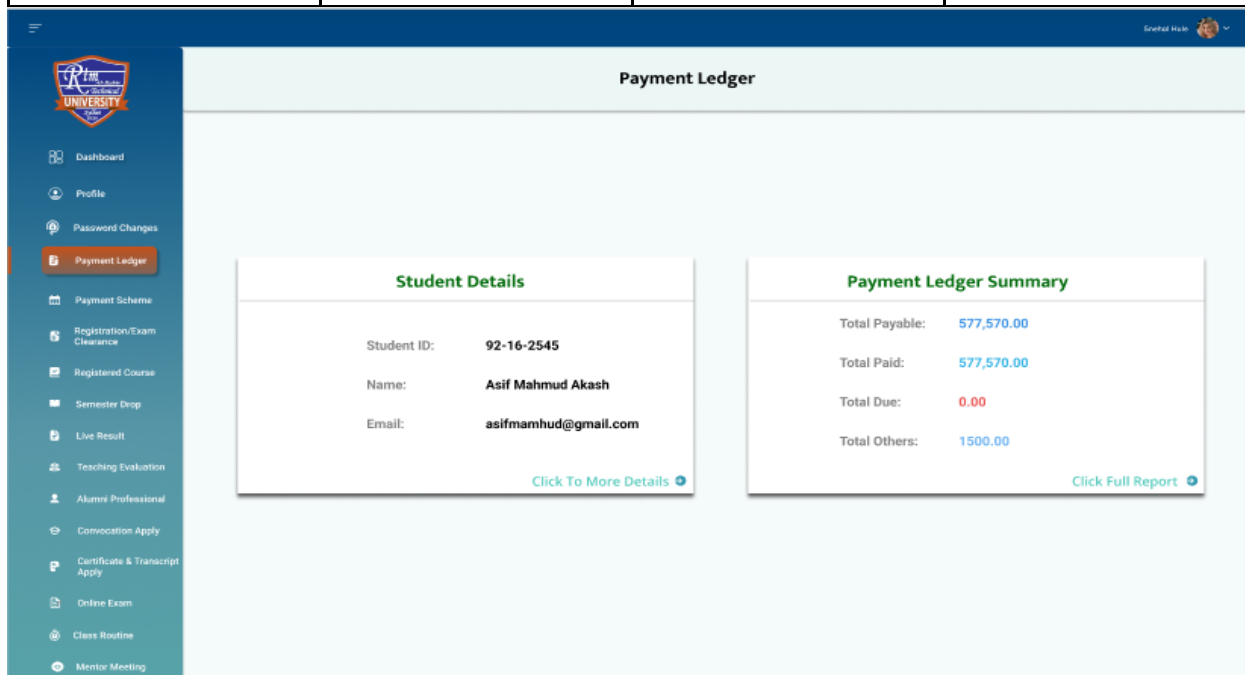 Snehal Hule
Rtm
Technical
UNIVERSITY
Payment Ledger
Dashboard
Profile
Password Changes
Payment Ledger
Payment Scheme
Registration/Exam
Clearance
Registered Course
Semester Drop
Live Result
Teaching Evaluation
Alumni Professional
Convocation Apply
Certificate & Transcript
Apply
Online Exam
Class Routine
Mentor Meeting
Student Details
Student ID: 92-16-2545
Name: Asif Mahmud Akash
Email: asifmamhud@gmail.com
Click To More Details
Payment Ledger Summary
Total Payable: 577,570.00
Total Paid: 577,570.00
Total Due: 0.00
Total Others: 1500.00
Click Full Report